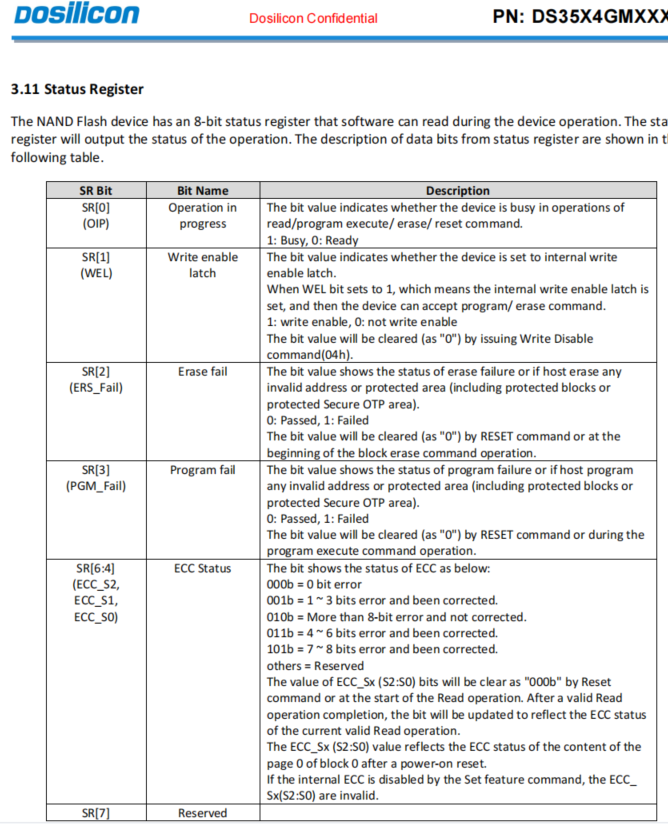 Dosilicon
Dosilicon Confidential
PN: DS35X4GMXXX
3.11 Status Register
The NAND Flash device has an 8-bit status register that software can read during the device operation. The sta
register will output the status of the operation. The description of data bits from status register are shown in t
following table.
SR Bit Bit Name Description
SR[0] Operation in The bit value indicates whether the device is busy in operations of
(OIP) progress read/program execute/ erase/ reset command.
1: Busy, 0: Ready
SR[1] Write enable The bit value indicates whether the device is set to internal write
(WEL) latch enable latch.
When WEL bit sets to 1, which means the internal write enable latch is
set, and then the device can accept program/ erase command.
1: write enable, 0: not write enable
The bit value will be cleared (as "0") by issuing Write Disable
command(04h).
SR[2] Erase fail The bit value shows the status of erase failure or if host erase any
(ERS_Fail) invalid address or protected area (including protected blocks or
protected Secure OTP area).
0: Passed, 1: Failed
The bit value will be cleared (as "0") by RESET command or at the
beginning of the block erase command operation.
SR[3] Program fail The bit value shows the status of program failure or if host program
(PGM_Fail) any invalid address or protected area (including protected blocks or
protected Secure OTP area).
0: Passed, 1: Failed
The bit value will be cleared (as "0") by RESET command or during the
program execute command operation.
SR[6:4] ECC Status The bit shows the status of ECC as below:
(ECC_S2, 000b = 0 bit error
ECC_S1, 001b = 1 ~ 3 bits error and been corrected.
ECC_S0) 010b = More than 8-bit error and not corrected.
011b = 4 ~ 6 bits error and been corrected.
101b = 7 ~ 8 bits error and been corrected.
others = Reserved
The value of ECC_Sx (S2:S0) bits will be clear as "000b" by Reset
command or at the start of the Read operation. After a valid Read
operation completion, the bit will be updated to reflect the ECC status
of the current valid Read operation.
The ECC_Sx (S2:S0) value reflects the ECC status of the content of the
page 0 of block 0 after a power-on reset.
If the internal ECC is disabled by the Set feature command, the ECC_
Sx(S2:S0) are invalid.
SR[7] Reserved